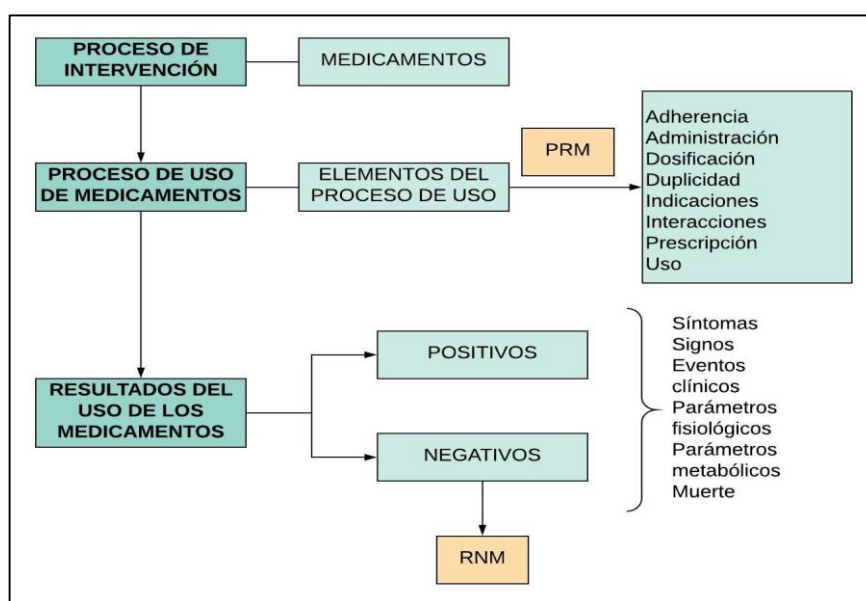 PROCESO DE
INTERVENCIÓN
MEDICAMENTOS
PROCESO DE USO
DE MEDICAMENTOS
ELEMENTOS DEL
PROCESO DE USO
PRM
Adherencia
Administración
Dosificación
Duplicidad
Indicaciones
Interacciones
Prescripción
Uso
RESULTADOS DEL
USO DE LOS
MEDICAMENTOS
POSITIVOS
NEGATIVOS
Síntomas
Signos
Eventos
clínicos
Parámetros
fisiológicos
Parámetros
metabólicos
Muerte
RNM